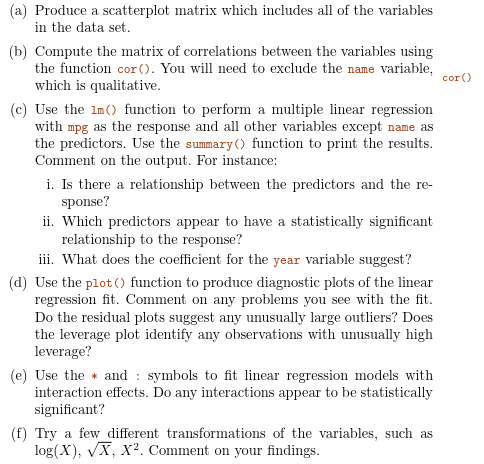 (a) Produce a scatterplot matrix which includes all of the variables
in the data set.
(b) Compute the matrix of correlations between the variables using
the function cor(). You will need to exclude the name variable,
cor()
which is qualitative.
(c) Use the lm() function to perform a multiple linear regression
with mpg as the response and all other variables except name as
the predictors. Use the summary() function to print the results.
Comment on the output. For instance:
i. Is there a relationship between the predictors and the re-
sponse?
ii. Which predictors appear to have a statistically significant
relationship to the response?
iii. What does the coefficient for the year variable suggest?
(d) Use the plot() function to produce diagnostic plots of the linear
regression fit. Comment on any problems you see with the fit.
Do the residual plots suggest any unusually large outliers? Does
the leverage plot identify any observations with unusually high
leverage?
(e) Use the * and : symbols to fit linear regression models with
interaction effects. Do any interactions appear to be statistically
significant?
(f) Try a few different transformations of the variables, such as
log(X), √X, X². Comment on your findings.